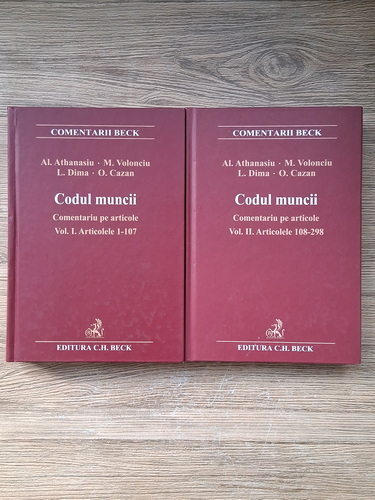 COMENTARII BECK
Al. Athanasiu · M. Volonciu
L. Dima · O. Cazan
Codul muncii
Comentariu pe articole
Vol. I. Articolele 1-107
EDITURA C.H. BECK
COMENTARII BECK
Al. Athanasiu · M. Volonciu
L. Dima · O. Cazan
Codul muncii
Comentariu pe articole
Vol. II. Articolele 108-298
EDITURA C.H. BECK